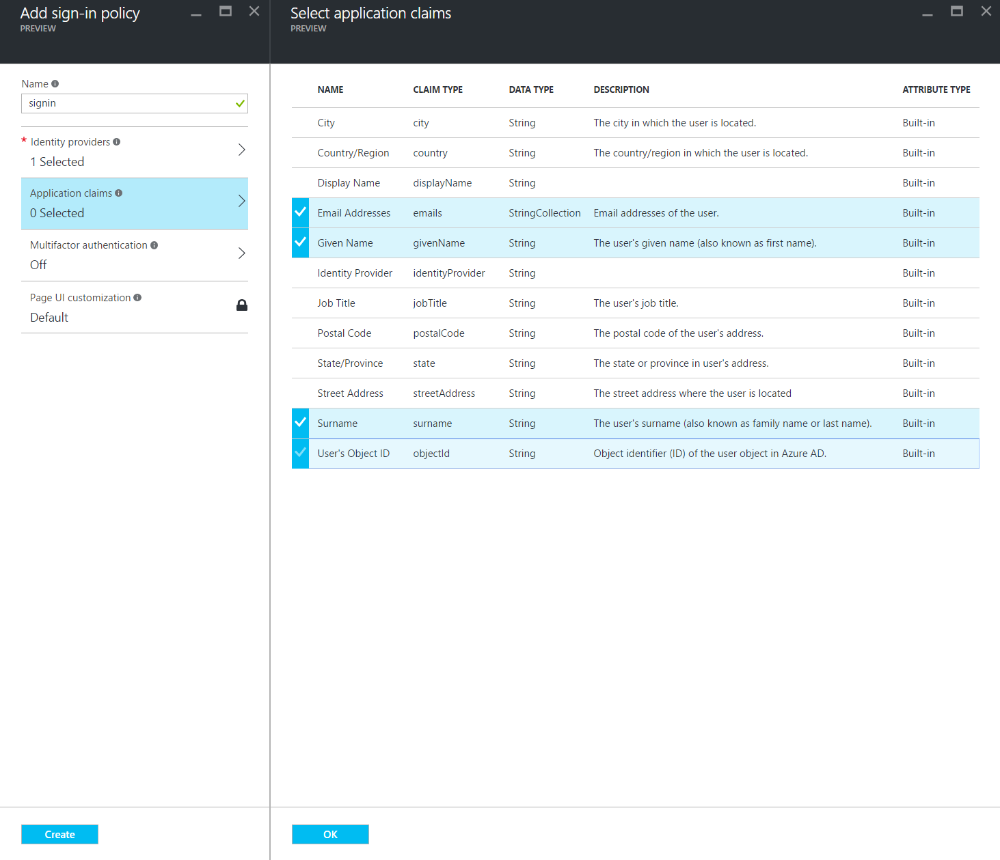 Add sign-in policy
PREVIEW
Name
signin
* Identity providers
1 Selected
Application claims
0 Selected
Multifactor authentication
Off
Page UI customization
Default
Create
Select application claims
PREVIEW
NAME CLAIM TYPE DATA TYPE DESCRIPTION ATTRIBUTE TYPE
City city String The city in which the user is located. Built-in
Country/Region country String The country/region in which the user is located. Built-in
Display Name displayName String Built-in
Email Addresses emails StringCollection Email addresses of the user. Built-in
Given Name givenName String The user's given name (also known as first name). Built-in
Identity Provider identityProvider String Built-in
Job Title jobTitle String The user's job title. Built-in
Postal Code postalCode String The postal code of the user's address. Built-in
State/Province state String The state or province in user's address. Built-in
Street Address streetAddress String The street address where the user is located Built-in
Surname surname String The user's surname (also known as family name or last name). Built-in
User's Object ID objectId String Object identifier (ID) of the user object in Azure AD. Built-in
OK